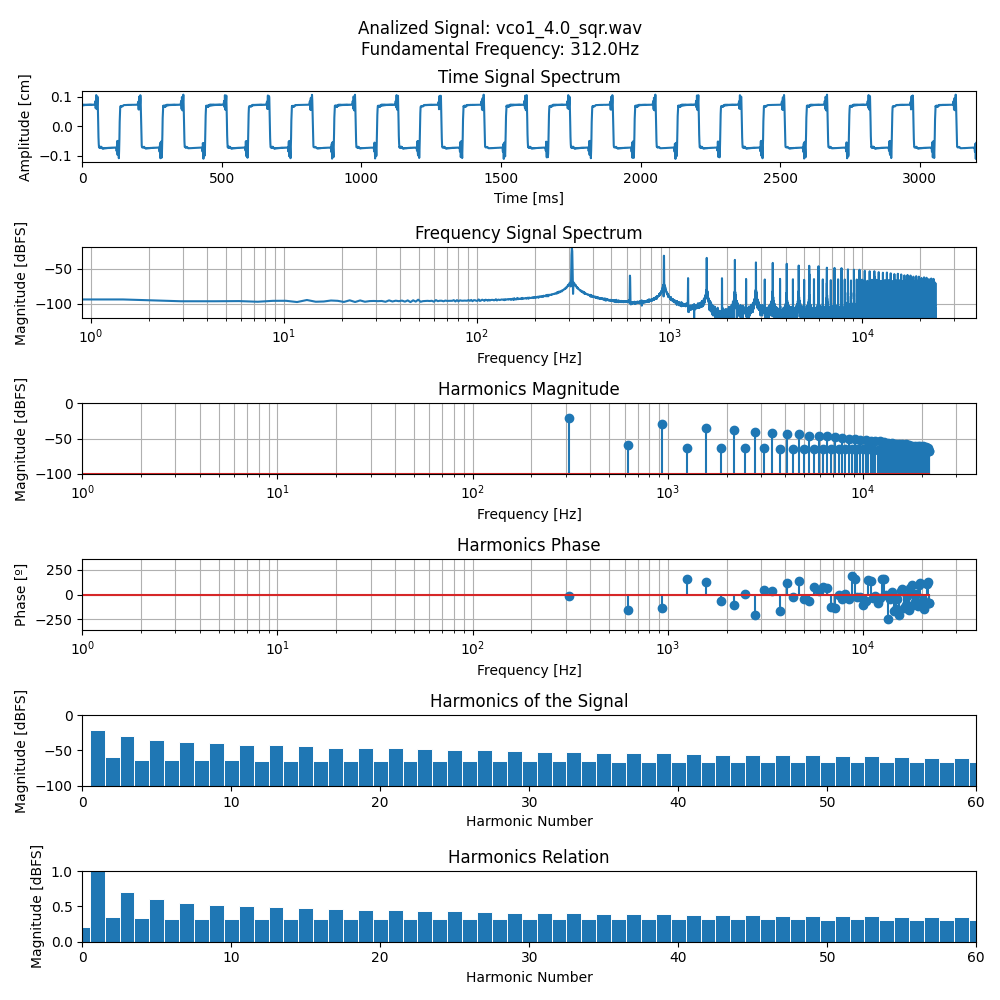 Analized Signal: vco1_4.0_sqr.wav
Fundamental Frequency: 312.0Hz
Time Signal Spectrum
Amplitude [cm]
0.1
0.0
−0.1
0 500 1000 1500 2000 2500 3000
Time [ms]
Frequency Signal Spectrum
Magnitude [dBFS]
−50
−100
10⁰ 10¹ 10² 10³ 10⁴
Frequency [Hz]
Harmonics Magnitude
Magnitude [dBFS]
0
−50
−100
10⁰ 10¹ 10² 10³ 10⁴
Frequency [Hz]
Harmonics Phase
Phase [º]
250
0
−250
10⁰ 10¹ 10² 10³ 10⁴
Frequency [Hz]
Harmonics of the Signal
Magnitude [dBFS]
0
−50
−100
0 10 20 30 40 50 60
Harmonic Number
Harmonics Relation
Magnitude [dBFS]
1.0
0.5
0.0
0 10 20 30 40 50 60
Harmonic Number